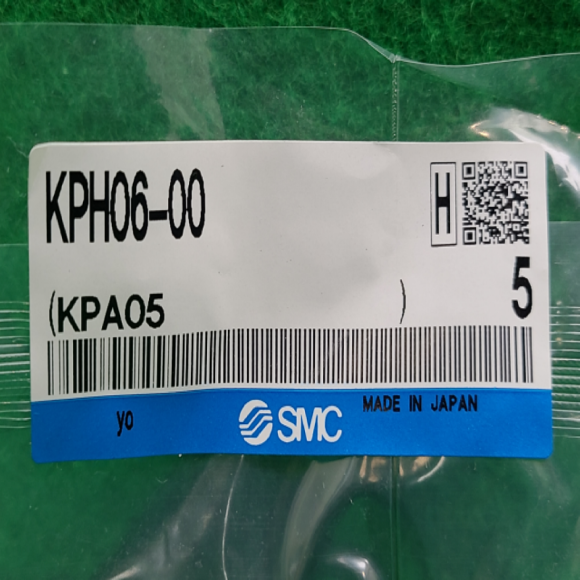 KPH06-00
H
(KPA05 )
5
yo
SMC
MADE IN JAPAN